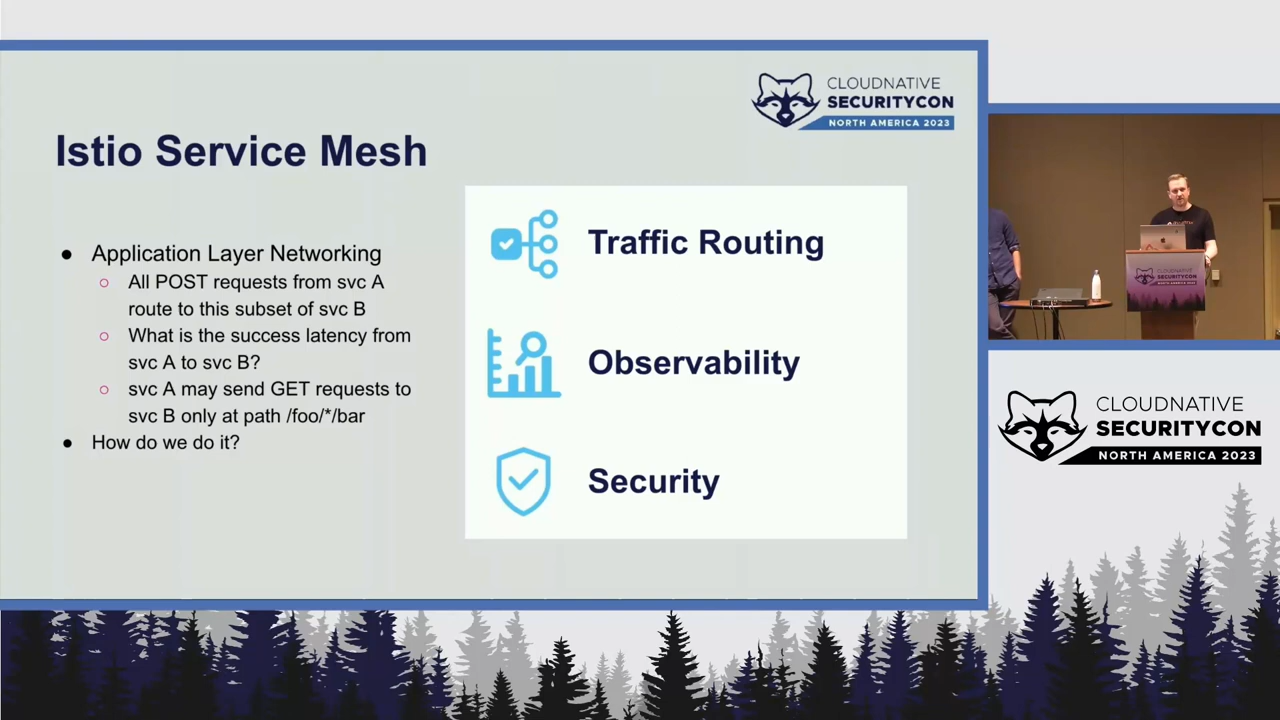 CLOUDNATIVE
SECURITYCON
NORTH AMERICA 2023
Istio Service Mesh
● Application Layer Networking
○ All POST requests from svc A
route to this subset of svc B
○ What is the success latency from
svc A to svc B?
○ svc A may send GET requests to
svc B only at path /foo/*/bar
● How do we do it?
Traffic Routing
Observability
Security
CLOUDNATIVE
SECURITYCON
CLOUDNATIVE
SECURITYCON
NORTH AMERICA 2023